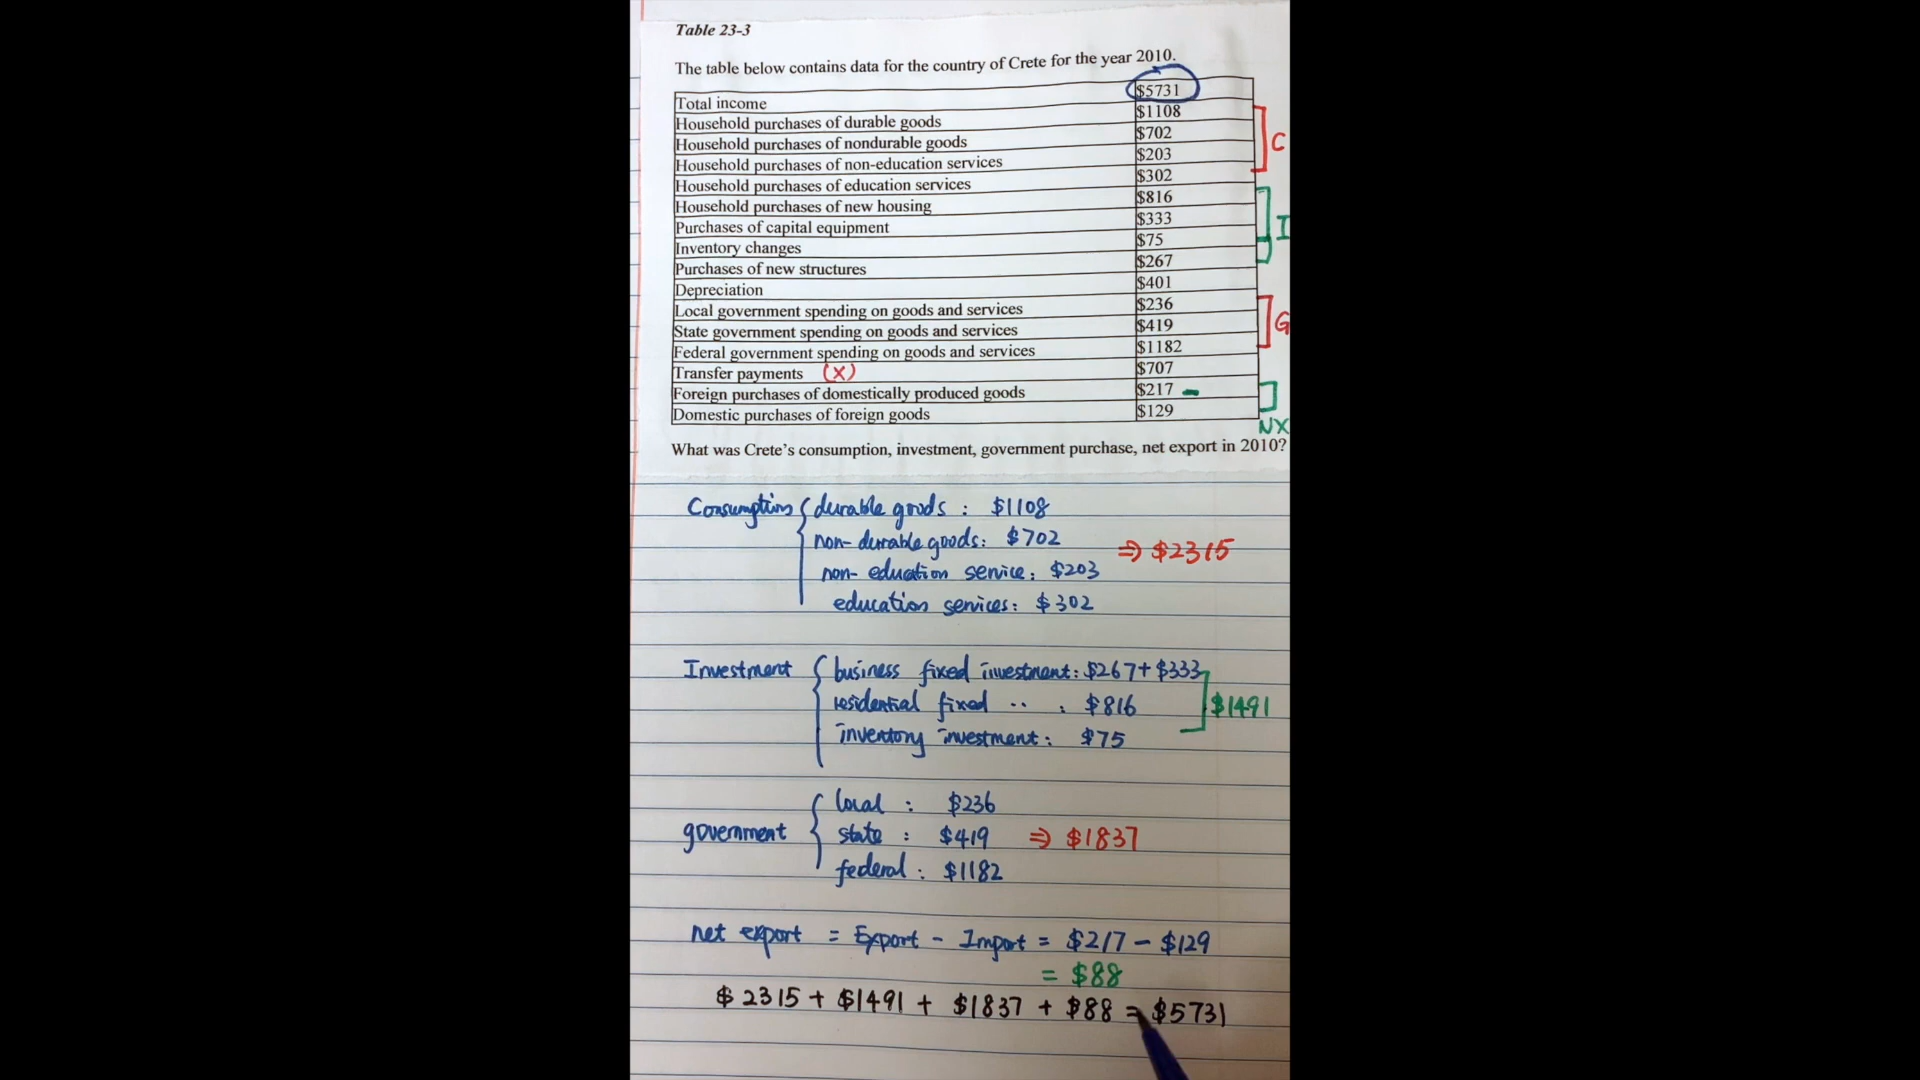 Table 23-3
The table below contains data for the country of Crete for the year 2010.
Total income $5731
Household purchases of durable goods $1108
Household purchases of nondurable goods $702
Household purchases of non-education services $203
Household purchases of education services $302
Household purchases of new housing $816
Purchases of capital equipment $333
Inventory changes $75
Purchases of new structures $267
Depreciation $401
Local government spending on goods and services $236
State government spending on goods and services $419
Federal government spending on goods and services $1182
Transfer payments (X) $707
Foreign purchases of domestically produced goods $217 -
Domestic purchases of foreign goods $129
C
I
G
NX
What was Crete's consumption, investment, government purchase, net export in 2010?
Consumption { durable goods : $1108
non-durable goods: $702
⇒ $2315
non-education service: $203
education services: $302
Investment { business fixed investment: $267 + $333
residential fixed ·· : $816
$1491
inventory investment: $75
local : $236
government { state : $419 ⇒ $1837
federal : $1182
net export = Export - Import = $217 - $129
= $88
$2315 + $1491 + $1837 + $88 = $5731